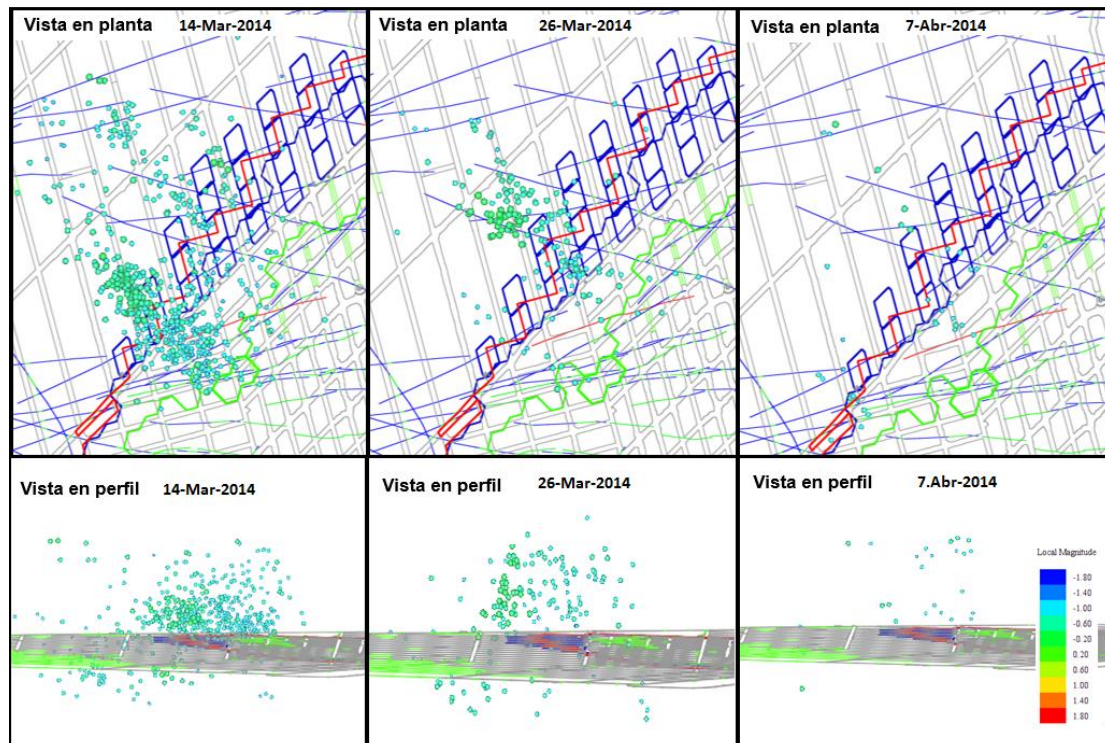 Vista en planta 14-Mar-2014
Vista en planta 26-Mar-2014
Vista en planta 7-Abr-2014
Vista en perfil 14-Mar-2014
Vista en perfil 26-Mar-2014
Vista en perfil 7.Abr-2014
Local Magnitude
-1.80
-1.40
-1.00
-0.60
-0.20
0.20
0.60
1.00
1.40
1.80